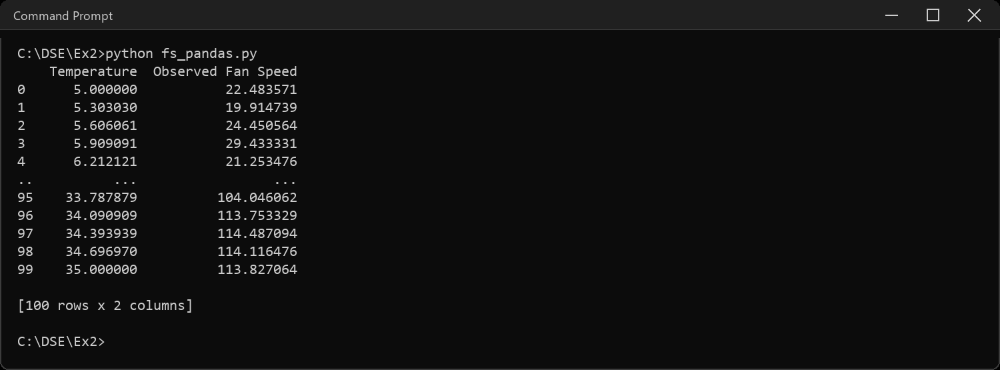 Command Prompt
C:\DSE\Ex2>python fs_pandas.py
    Temperature  Observed Fan Speed
0      5.000000           22.483571
1      5.303030           19.914739
2      5.606061           24.450564
3      5.909091           29.433331
4      6.212121           21.253476
..          ...                 ...
95    33.787879          104.046062
96    34.090909          113.753329
97    34.393939          114.487094
98    34.696970          114.116476
99    35.000000          113.827064
[100 rows x 2 columns]
C:\DSE\Ex2>